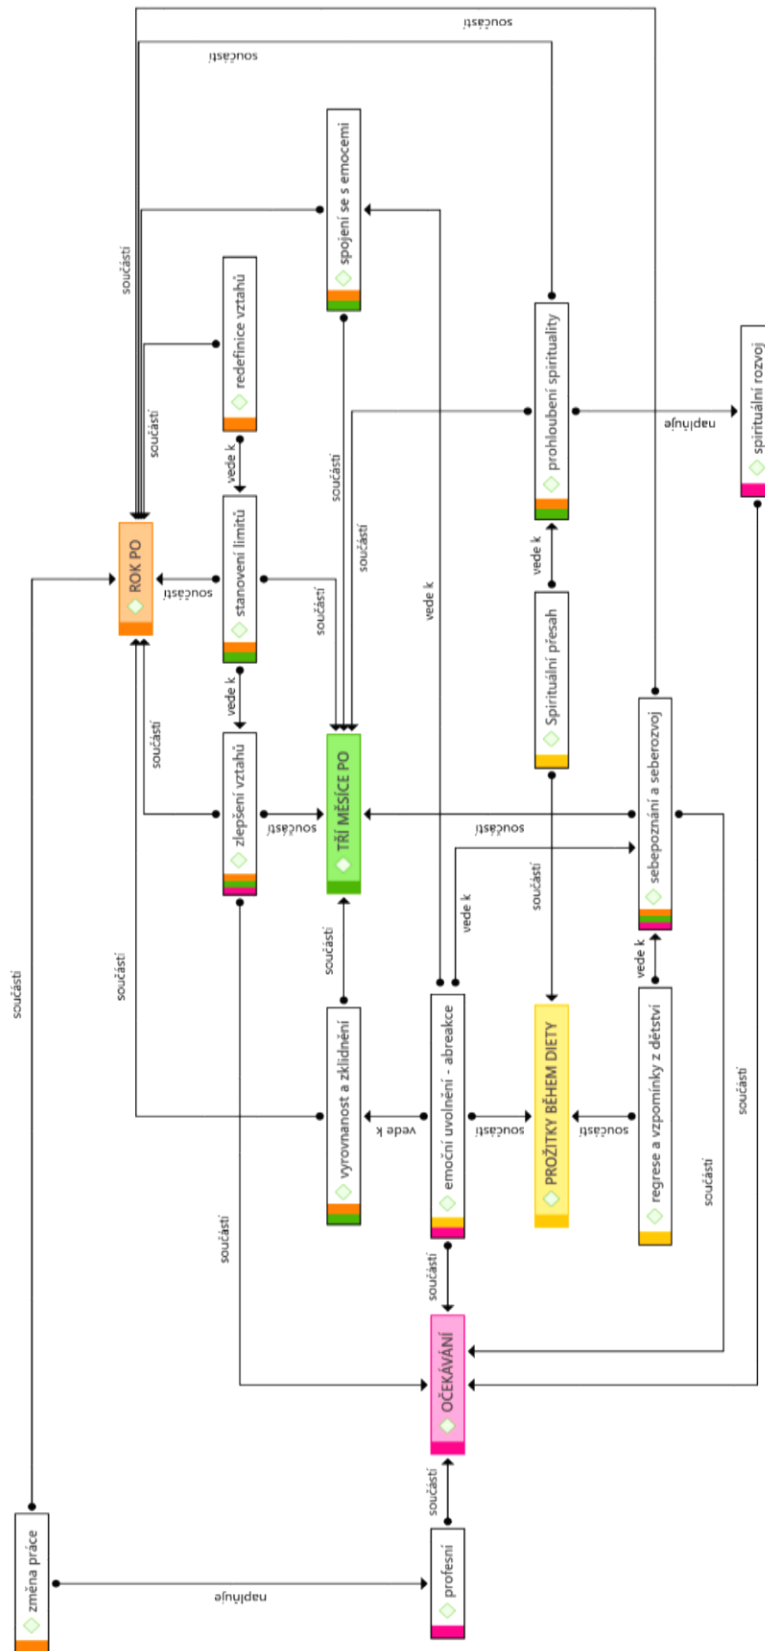 změna práce
součástí
naplňuje
profesní
součástí
OČEKÁVÁNÍ
součástí
součástí
součástí
součástí
ROK PO
součástí
součástí
součástí
součástí
součástí
součástí
součástí
redefinice vztahů
vede k
stanovení limitů
vede k
zlepšení vztahů
součástí
součástí
spojení se s emocemi
součástí
součástí
TŘÍ MĚSÍCE PO
součástí
vyrovnanost a zklidnění
vede k
emoční uvolnění - abreakce
vede k
vede k
součástí
PROŽITKY BĚHEM DIETY
součástí
součástí
Spirituální přesah
vede k
prohloubení spirituality
naplňuje
spirituální rozvoj
součástí
sebepoznání a seberozvoj
vede k
regrese a vzpomínky z dětství